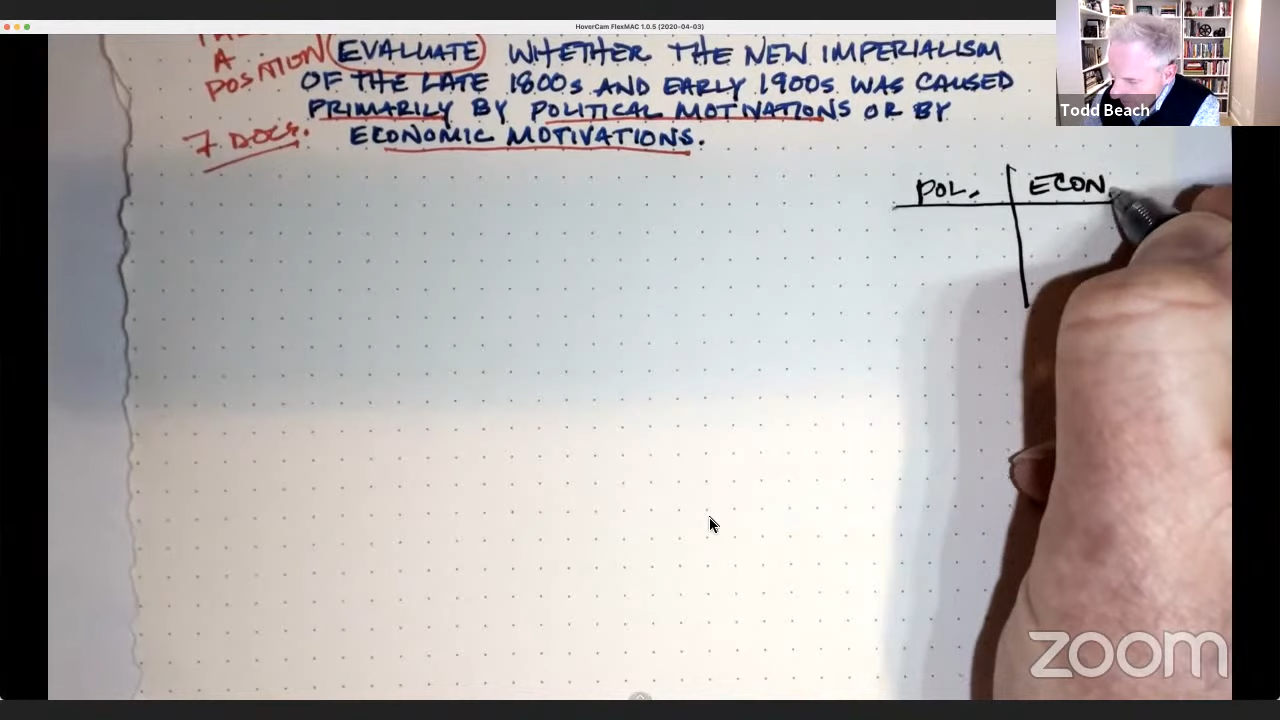 HoverCam FlexMAC 1.0.5 (2020-04-03)
A
POSITION
EVALUATE WHETHER THE NEW IMPERIALISM
OF THE LATE 1800s AND EARLY 1900s WAS CAUSED
PRIMARILY BY POLITICAL MOTIVATIONS OR BY
7 DOCS. ECONOMIC MOTIVATIONS.
Todd Beach
POL. ECON.
zoom